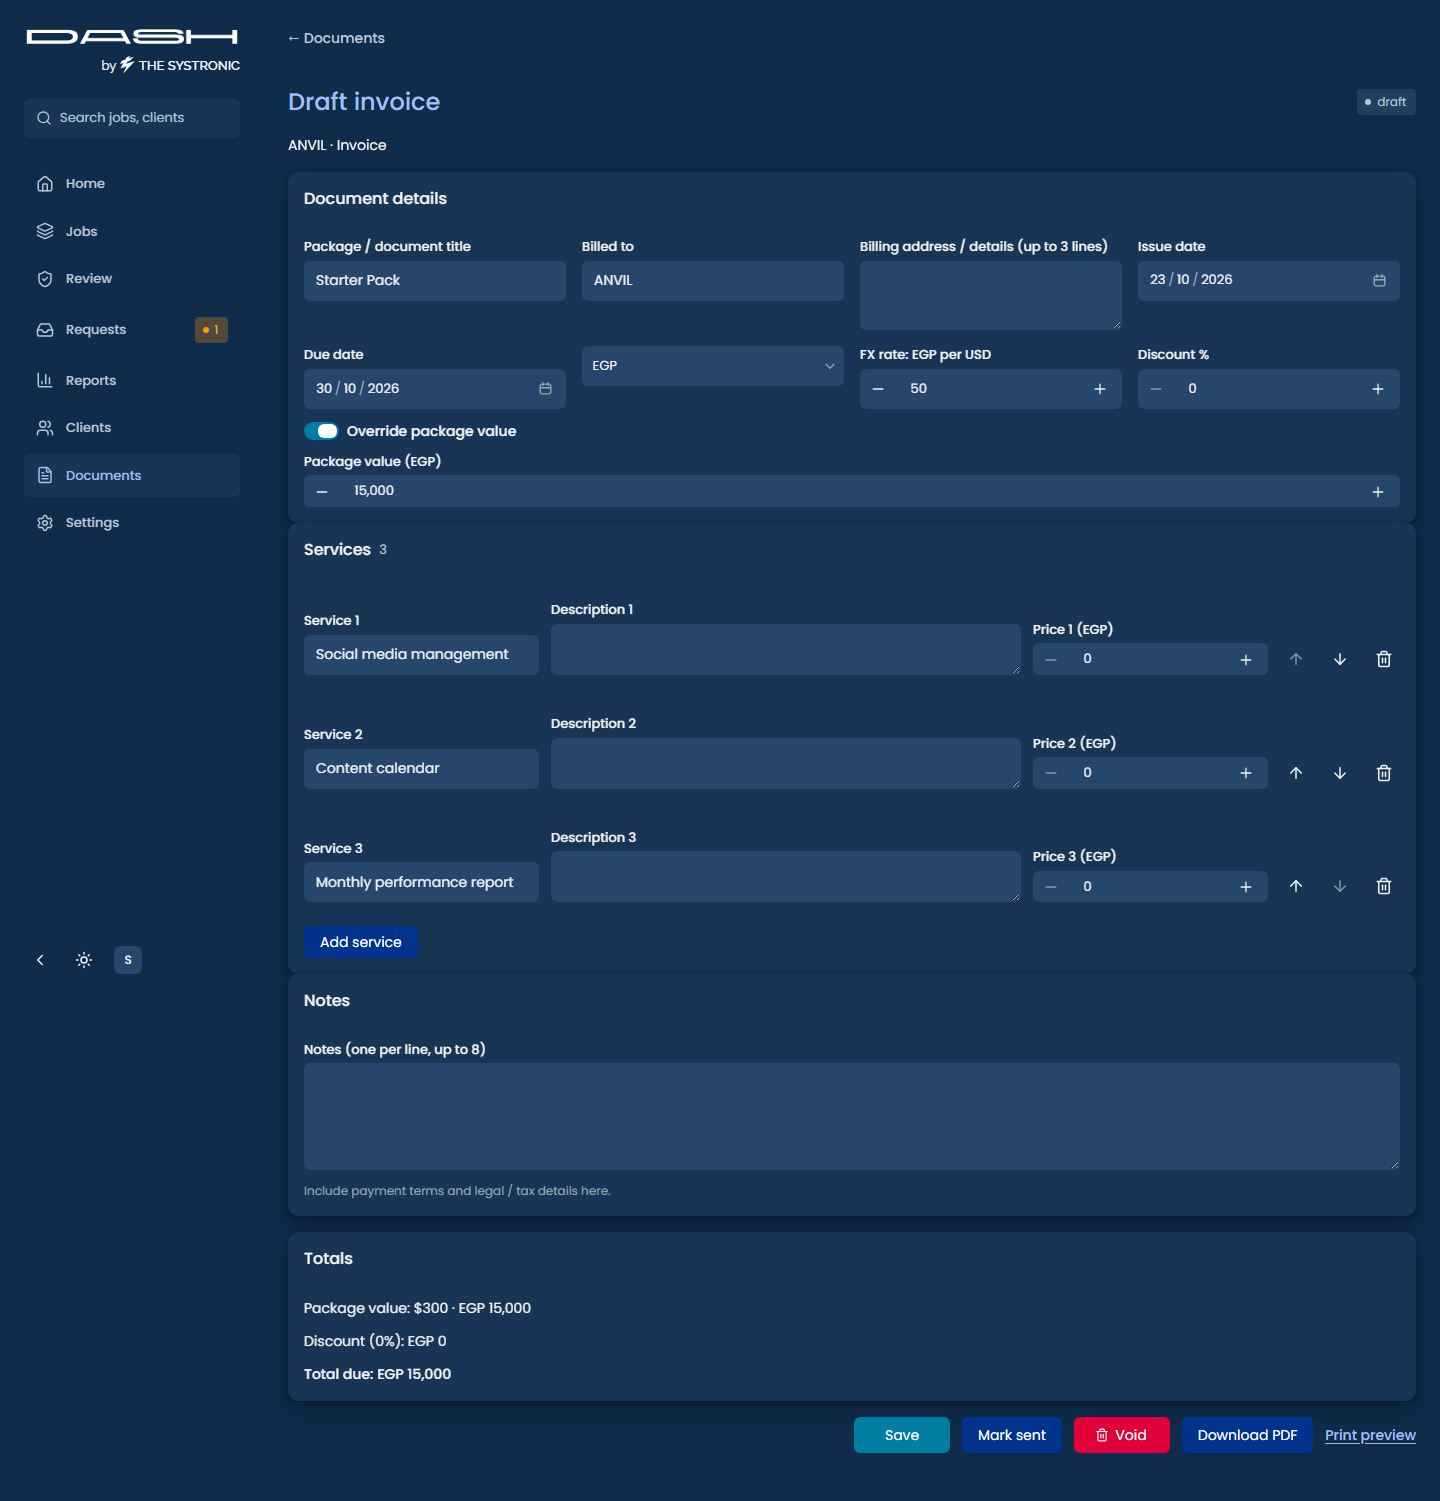 DASH
by THE SYSTRONIC
Search jobs, clients
Home
Jobs
Review
Requests 1
Reports
Clients
Documents
Settings
S
← Documents
Draft invoice
draft
ANVIL · Invoice
Document details
Package / document title
Starter Pack
Billed to
ANVIL
Billing address / details (up to 3 lines)
Issue date
23 / 10 / 2026
Due date
30 / 10 / 2026
EGP
FX rate: EGP per USD
50
Discount %
0
Override package value
Package value (EGP)
15,000
Services 3
Service 1
Social media management
Description 1
Price 1 (EGP)
0
Service 2
Content calendar
Description 2
Price 2 (EGP)
0
Service 3
Monthly performance report
Description 3
Price 3 (EGP)
0
Add service
Notes
Notes (one per line, up to 8)
Include payment terms and legal / tax details here.
Totals
Package value: $300 · EGP 15,000
Discount (0%): EGP 0
Total due: EGP 15,000
Save
Mark sent
Void
Download PDF
Print preview